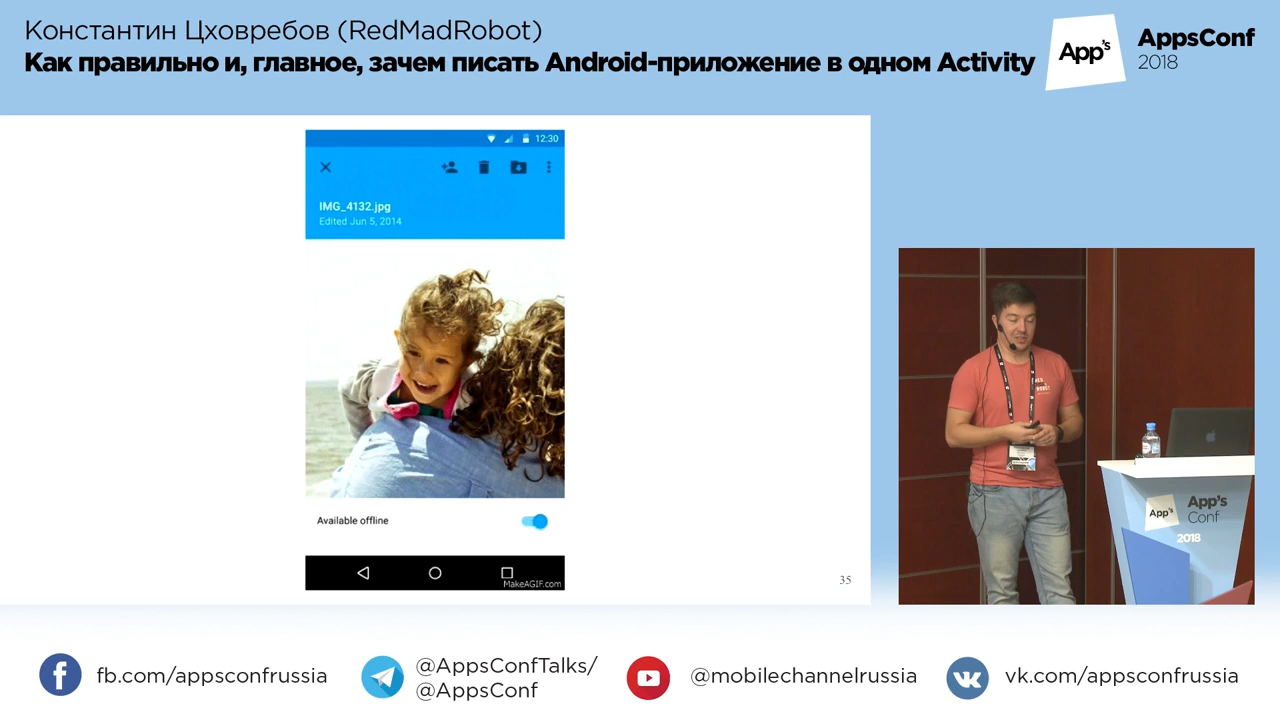 Константин Цховребов (RedMadRobot)
Как правильно и, главное, зачем писать Android-приложение в одном Activity
App's
AppsConf
2018
12:30
IMG_4132.jpg
Edited Jun 5, 2014
Available offline
MakeAGIF.com
35
App's
App's
Conf
2018
fb.com/appsconfrussia
@AppsConfTalks/
@AppsConf
@mobilechannelrussia
vk.com/appsconfrussia